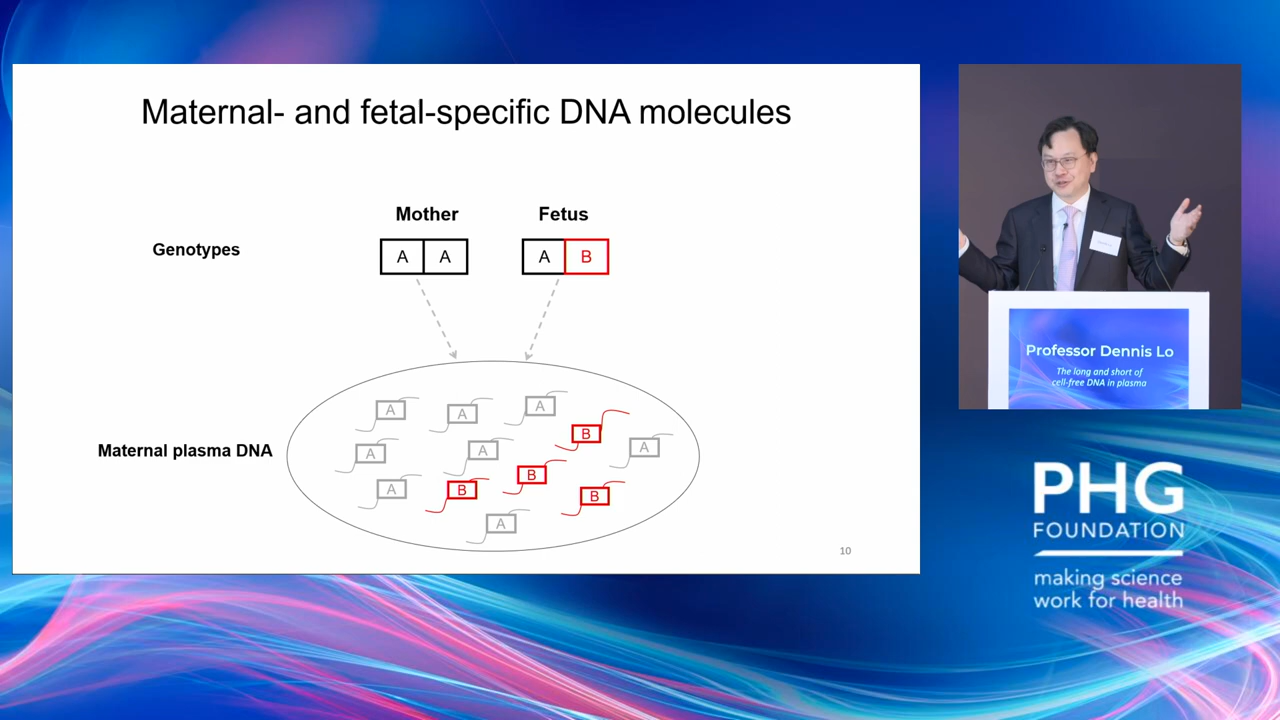 Maternal- and fetal-specific DNA molecules
Mother Fetus
Genotypes
A A A B
Maternal plasma DNA
A A A
B
A A A
B
A B B
A
10
Professor Dennis Lo
The long and short of
cell-free DNA in plasma
PHG
FOUNDATION
making science
work for health